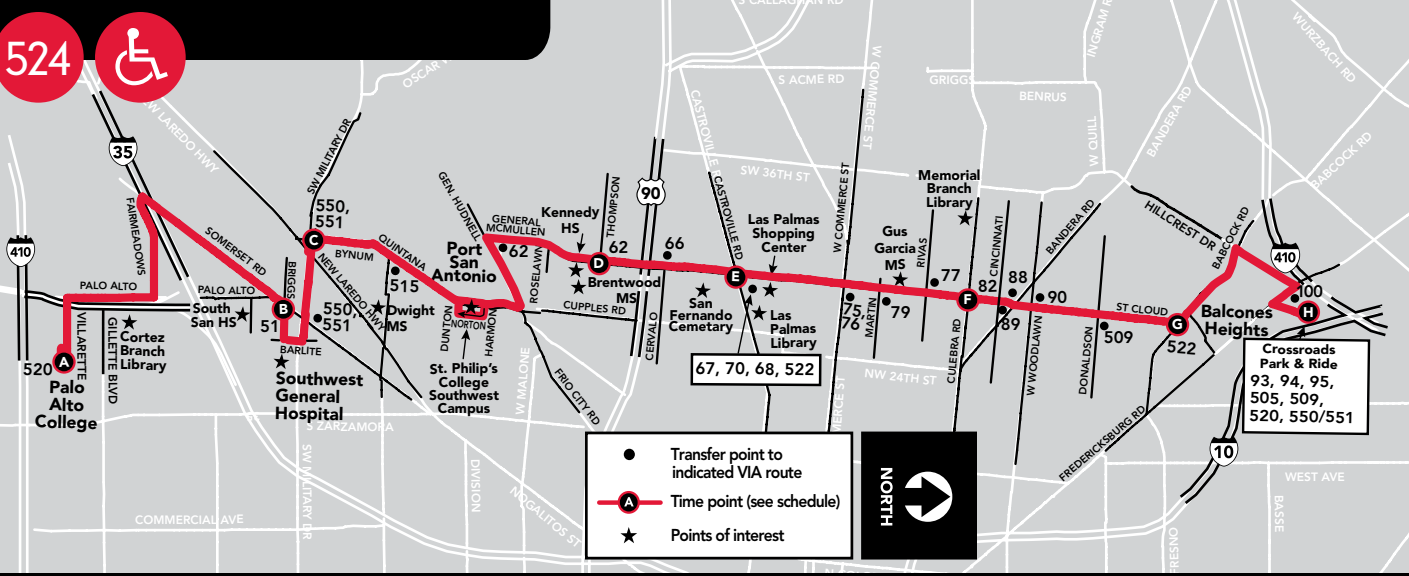 524
S CALLAGHAN RD
OSCAR
W LAREDO HWY
35
410
FAIRMEADOWS
SOMERSET RD
PALO ALTO
PALO ALTO
VILLARETTE
GILLETTE BLVD
520
A
Palo
Alto
College
Cortez
Branch
Library
South
San HS
B
51
BRIGGS
BARLITE
550,
551
Southwest
General
Hospital
SW MILITARY DR
550,
551
C
BYNUM
NEW LAREDO HWY
QUINTANA
515
Dwight
MS
Port
San
Antonio
GEN. HUDNELL
GENERAL
MCMULLEN
62
DUNTON
NORTON
HARMON
St. Philip's
College
Southwest
Campus
ROSELAWN
CUPPLES RD
FRIO CITY RD
W MALONE
Kennedy
HS
THOMPSON
62
D
Brentwood
MS
90
66
CERVALO
S ACME RD
CASTROVILLE R
CASTROVILLE RD
SW 36TH ST
E
San
Fernando
Cemetary
Las Palmas
Shopping
Center
Las
Palmas
Library
67, 70, 68, 522
W COMMERCE ST
W COMMERCE ST
MERCE ST
75,
76
MARTIN
79
Gus
Garcia
MS
RIVAS
77
Memorial
Branch
Library
F
CULEBRA RD
NW 24TH ST
GRIGGS
BENRUS
INGRAM R
W QUILL
82
CINCINNATI
88
89
90
W WOODLAWN
BANDERA RD
BANDERA RD
DONALDSON
509
ST CLOUD
G
522
HILLCREST DR
BABCOCK RD
BABCOCK RD
WURZBACH RD
410
100
H
Balcones
Heights
Crossroads
Park & Ride
93, 94, 95,
505, 509,
520, 550/551
FREDERICKSBURG RD
10
WEST AVE
BASSE
FRESNO
S ZARZAMORA
SW MILITARY DR
COMMERCIAL AVE
DIVISION
NOGALITOS ST
Transfer point to
indicated VIA route
A
Time point (see schedule)
Points of interest
NORTH